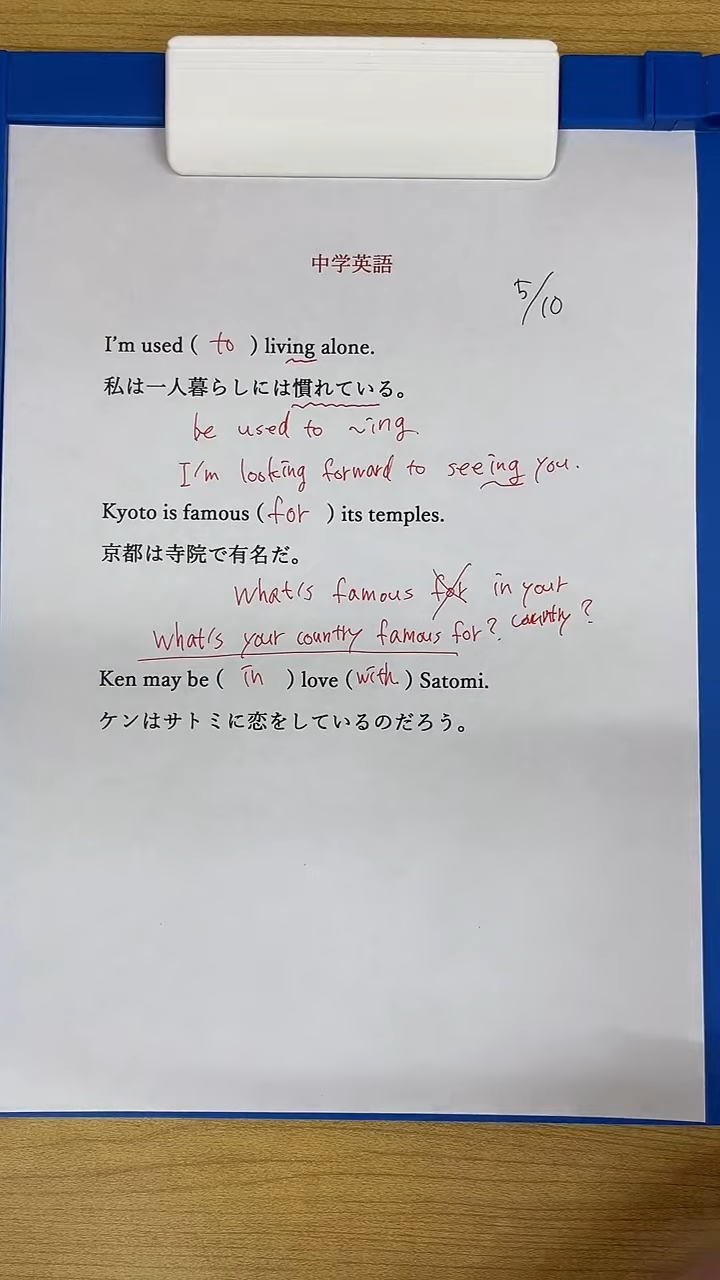 中学英語
5/10
I'm used ( to ) living alone.
私は一人暮らしには慣れている。
be used to ~ing.
I'm looking forward to seeing you.
Kyoto is famous ( for ) its temples.
京都は寺院で有名だ。
What's famous for in your
country?
What's your country famous for?
Ken may be ( in ) love (with) Satomi.
ケンはサトミに恋をしているのだろう。